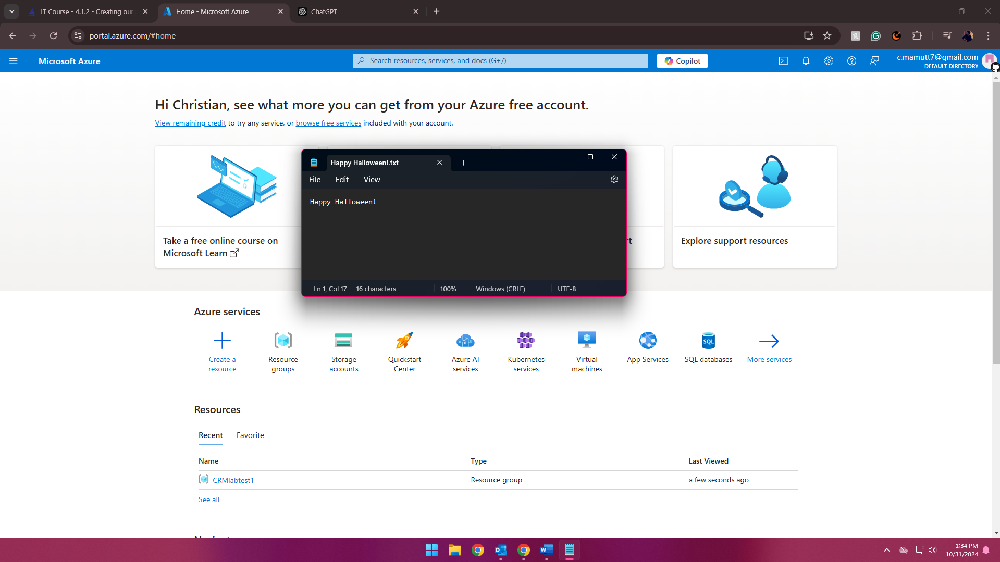 IT Course - 4.1.2 - Creating our
Home - Microsoft Azure
ChatGPT
portal.azure.com/#home
Microsoft Azure
Search resources, services, and docs (G+/)
Copilot
c.mamutt7@gmail.com
DEFAULT DIRECTORY
Hi Christian, see what more you can get from your Azure free account.
View remaining credit to try any service, or browse free services included with your account.
Happy Halloween!.txt
File Edit View
Happy Halloween!
Ln 1, Col 17 16 characters 100% Windows (CRLF) UTF-8
Take a free online course on
Microsoft Learn
Explore support resources
Azure services
Create a
resource
Resource
groups
Storage
accounts
Quickstart
Center
Azure AI
services
Kubernetes
services
Virtual
machines
App Services
SQL
SQL databases
More services
Resources
Recent Favorite
Name Type Last Viewed
CRMlabtest1 Resource group a few seconds ago
See all
1:34 PM
10/31/2024